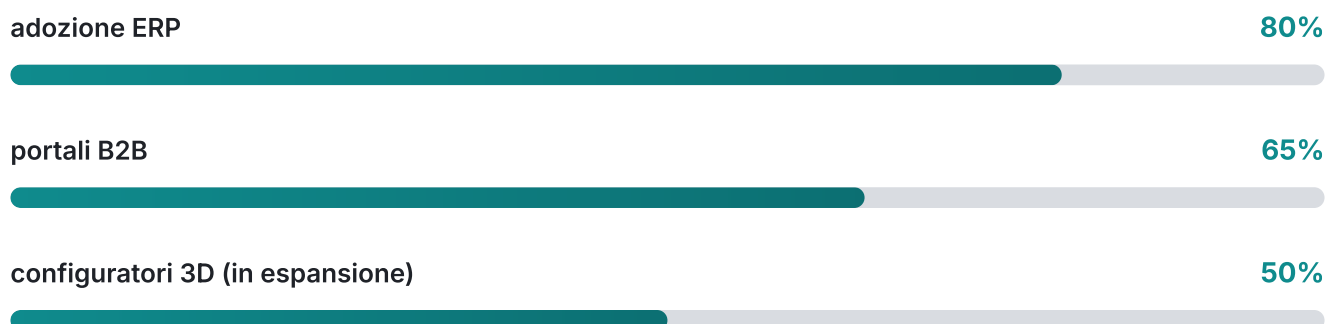 adozione ERP 80%
portali B2B 65%
configuratori 3D (in espansione) 50%